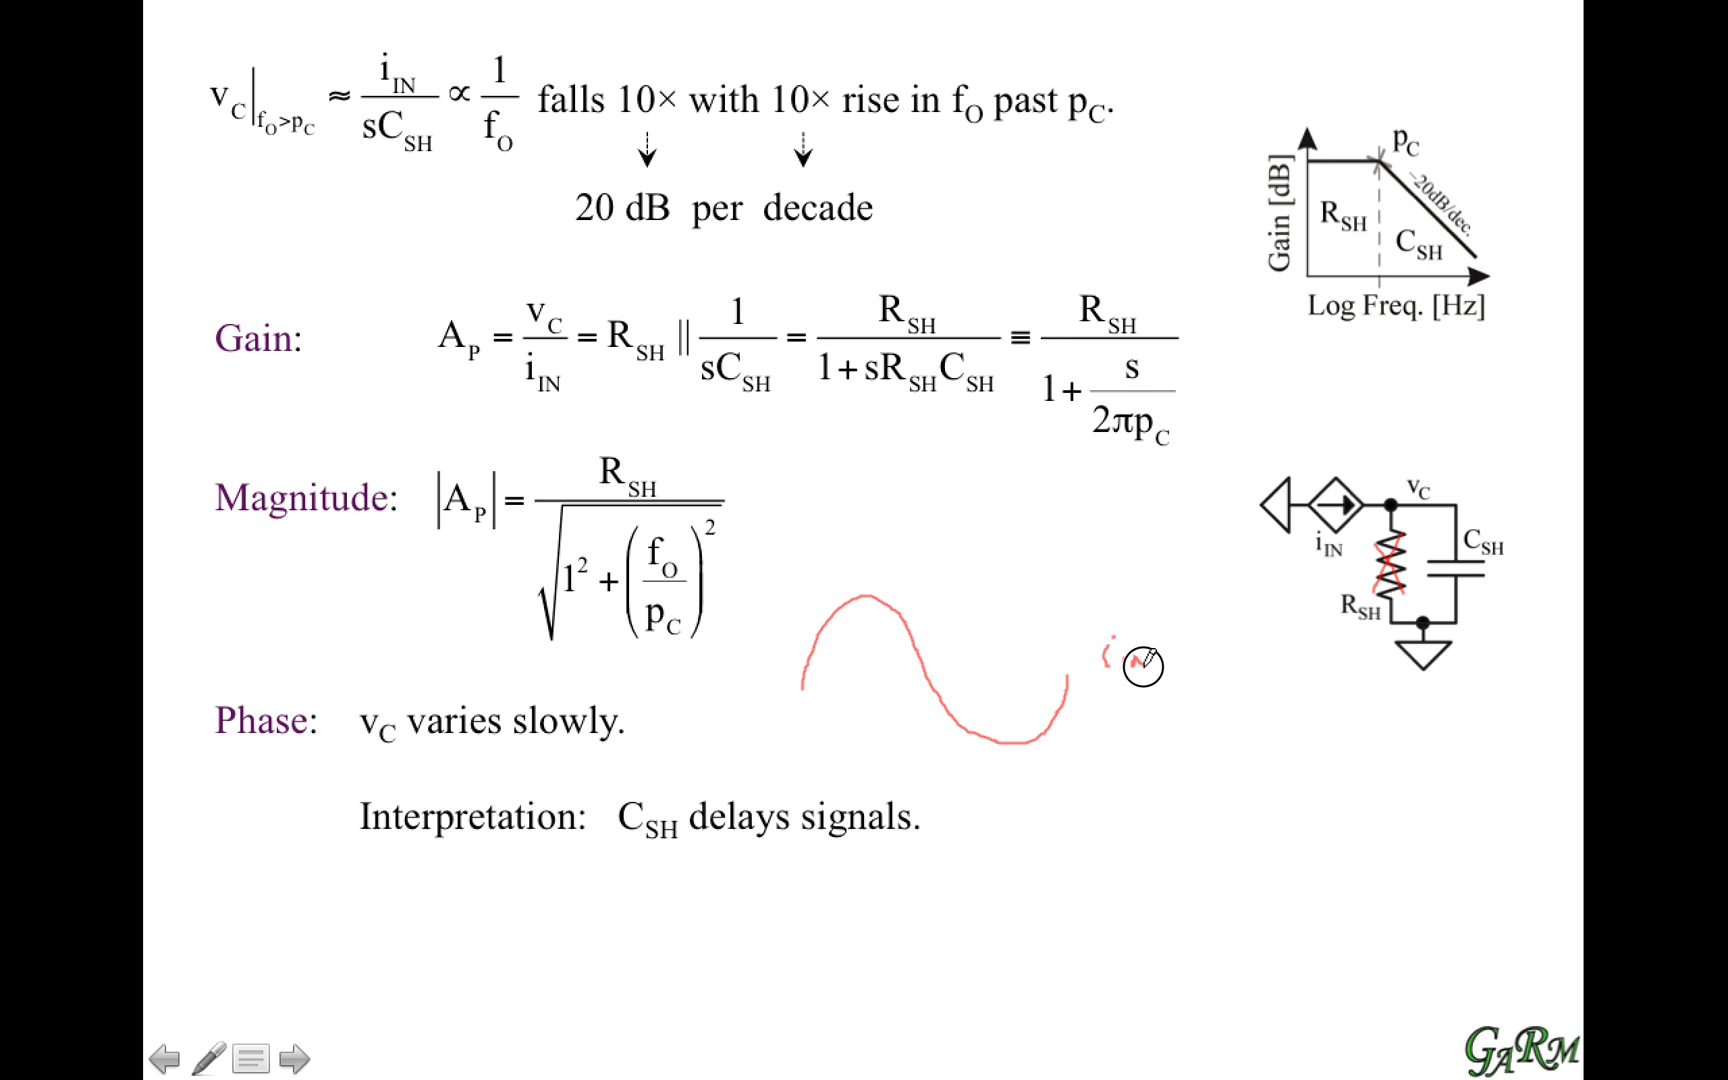 v_C|_{f_O>p_C} ≈ i_IN / sC_SH ∝ 1 / f_O falls 10× with 10× rise in f_O past p_C.
20 dB per decade
p_C
Gain [dB]
−20dB/dec.
R_SH
C_SH
Log Freq. [Hz]
Gain: A_P = v_C / i_IN = R_SH || 1 / sC_SH = R_SH / (1 + sR_SH C_SH) ≡ R_SH / (1 + s / 2πp_C)
Magnitude: |A_P| = R_SH / √(1² + (f_O / p_C)²)
v_C
i_IN
C_SH
R_SH
Phase: v_C varies slowly.
Interpretation: C_SH delays signals.
GARM